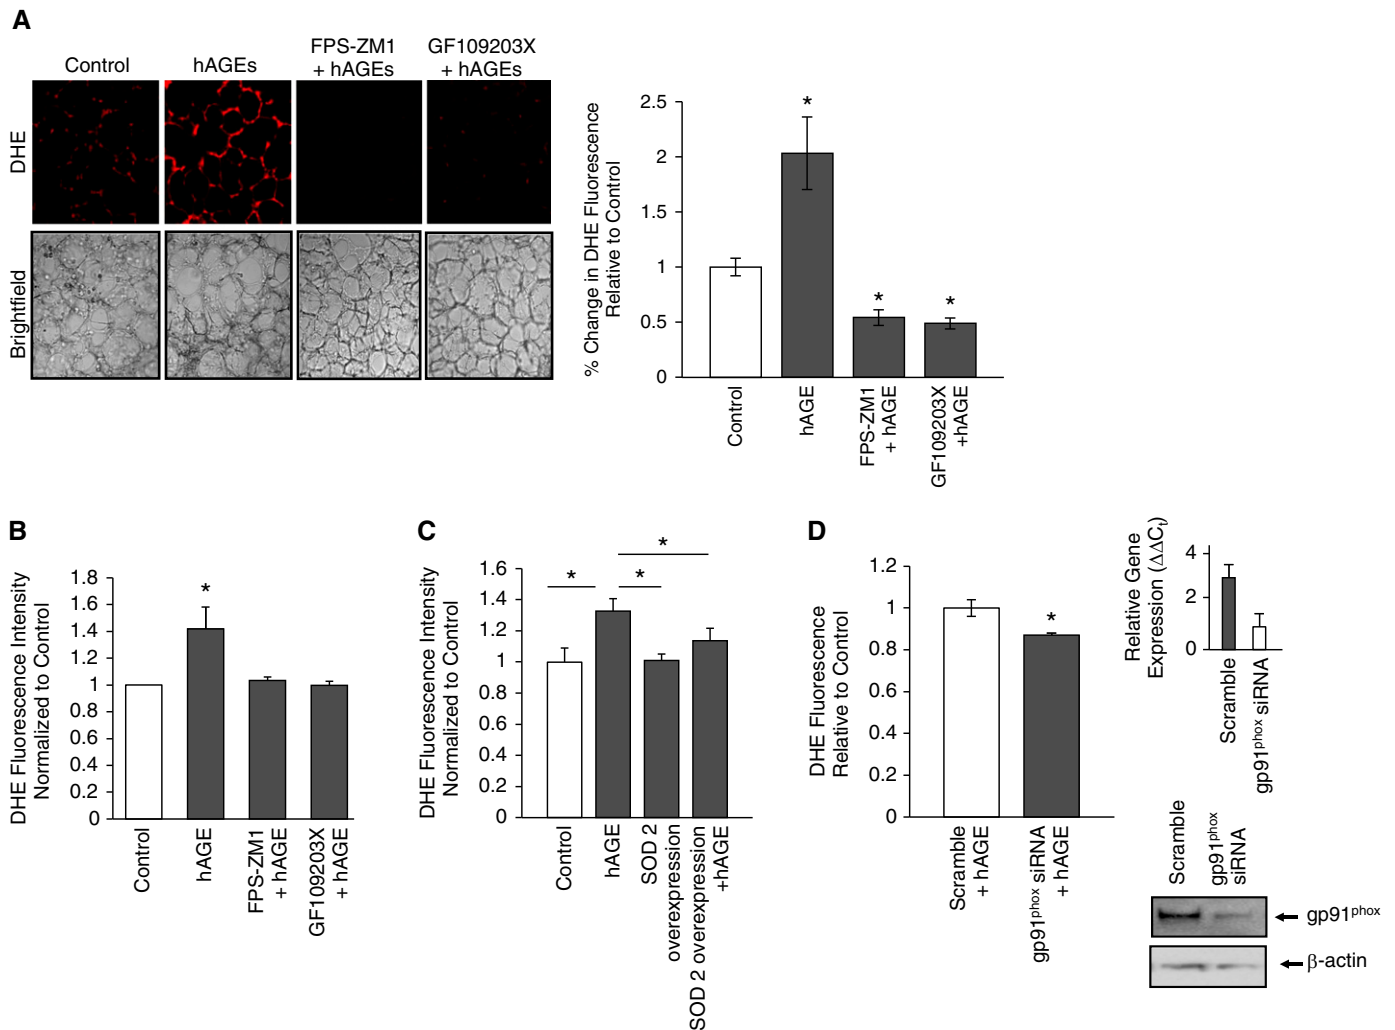 A
Control
hAGEs
FPS-ZM1
+ hAGEs
GF109203X
+ hAGEs
DHE
Brightfield
% Change in DHE Fluorescence
Relative to Control
2.5
2
1.5
1
0.5
0
*
*
*
Control
hAGE
FPS-ZM1
+ hAGE
GF109203X
+hAGE
B
DHE Fluorescence Intensity
Normalized to Control
1.8
1.6
1.4
1.2
1
0.8
0.6
0.4
0.2
0
*
Control
hAGE
FPS-ZM1
+ hAGE
GF109203X
+ hAGE
C
DHE Fluorescence Intensity
Normalized to Control
1.6
1.4
1.2
1
0.8
0.6
0.4
0.2
0
*
*
*
Control
hAGE
SOD 2
overexpression
SOD 2 overexpression
+hAGE
D
DHE Fluorescence
Relative to Control
1.2
1
0.8
0.6
0.4
0.2
0
*
Scramble
+ hAGE
gp91phox siRNA
+ hAGE
Relative Gene
Expression (ΔΔCt)
4
2
0
Scramble
gp91phox siRNA
Scramble
gp91phox
siRNA
gp91phox
β-actin